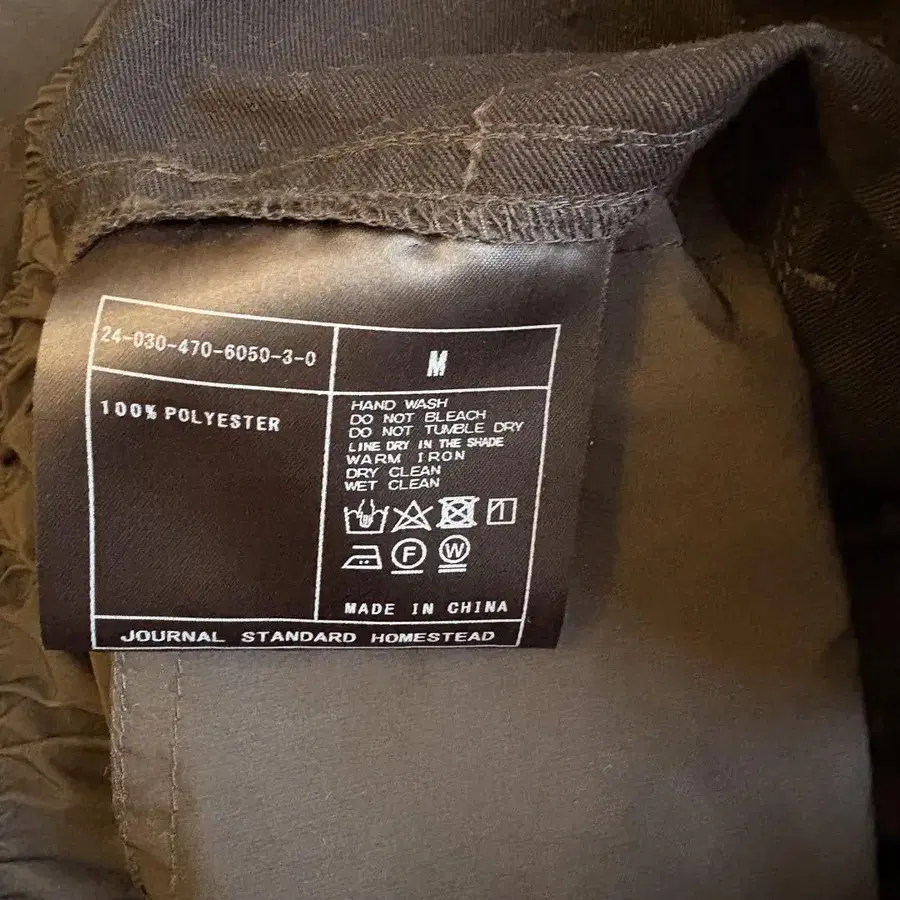 24-030-470-6050-3-0
M
100% POLYESTER
HAND WASH
DO NOT BLEACH
DO NOT TUMBLE DRY
LINE DRY IN THE SHADE
WARM IRON
DRY CLEAN
WET CLEAN
F W
MADE IN CHINA
JOURNAL STANDARD HOMESTEAD